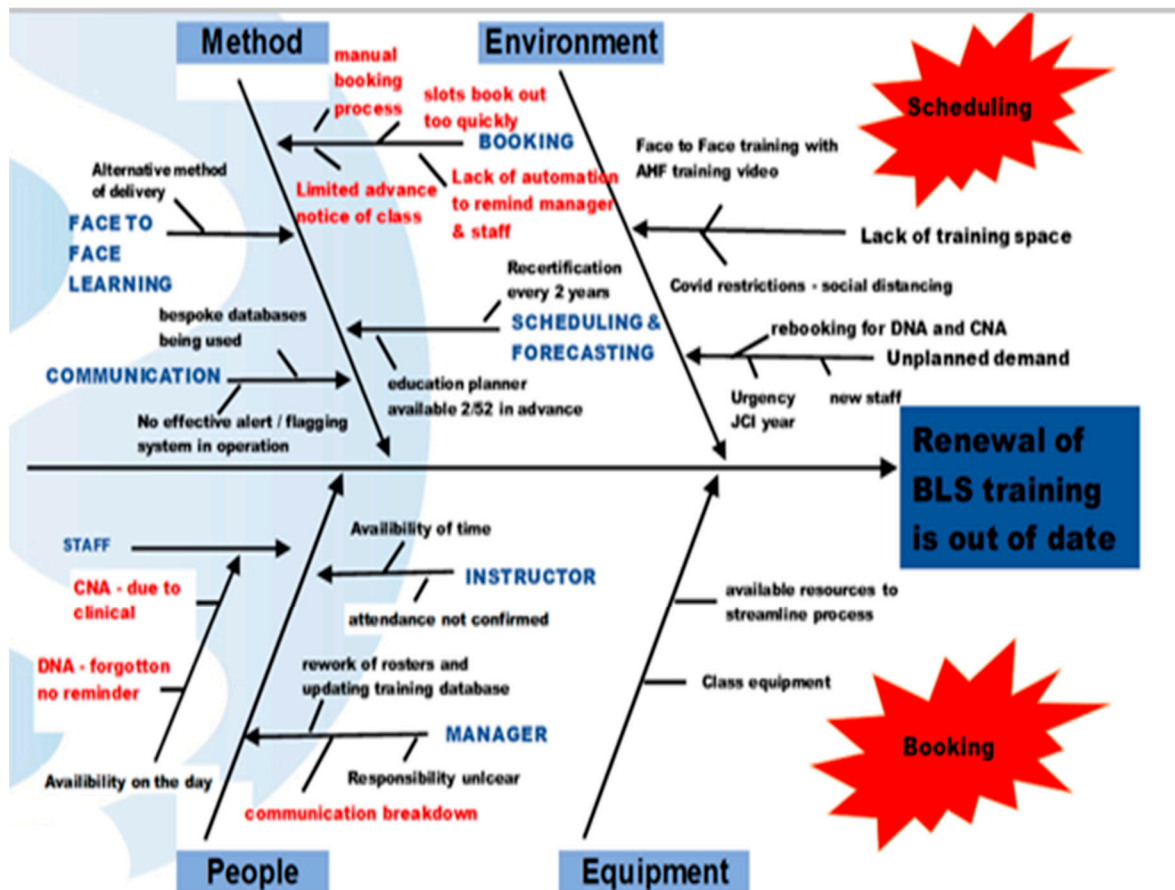 Method
Environment
manual
booking
process
slots book out
too quickly
BOOKING
Limited advance
notice of class
Lack of automation
to remind manager
& staff
Alternative method
of delivery
FACE TO
FACE
LEARNING
Recertification
every 2 years
SCHEDULING &
FORECASTING
education planner
available 2/52 in advance
bespoke databases
being used
COMMUNICATION
No effective alert / flagging
system in operation
Face to Face training with
AHF training video
Lack of training space
Covid restrictions - social distancing
rebooking for DNA and CNA
Unplanned demand
Urgency
JCI year
new staff
Scheduling
Renewal of
BLS training
is out of date
STAFF
CNA - due to
clinical
DNA - forgotton
no reminder
Availibility on the day
Availibility of time
INSTRUCTOR
attendance not confirmed
rework of rosters and
updating training database
MANAGER
Responsibility unlcear
communication breakdown
available resources to
streamline process
Class equipment
Booking
People
Equipment